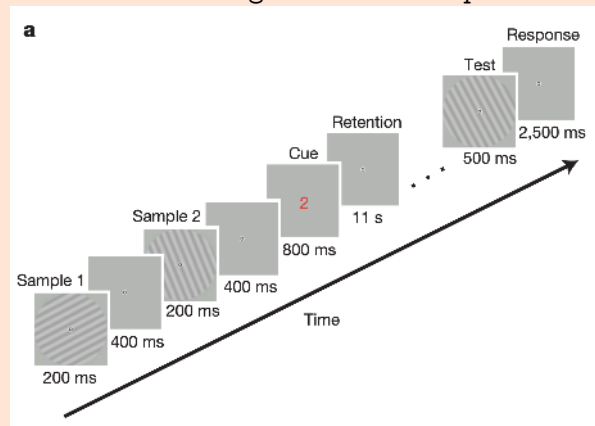 a
Sample 1
200 ms
400 ms
Sample 2
200 ms
400 ms
Cue
2
800 ms
Retention
11 s
Test
500 ms
Response
2,500 ms
Time